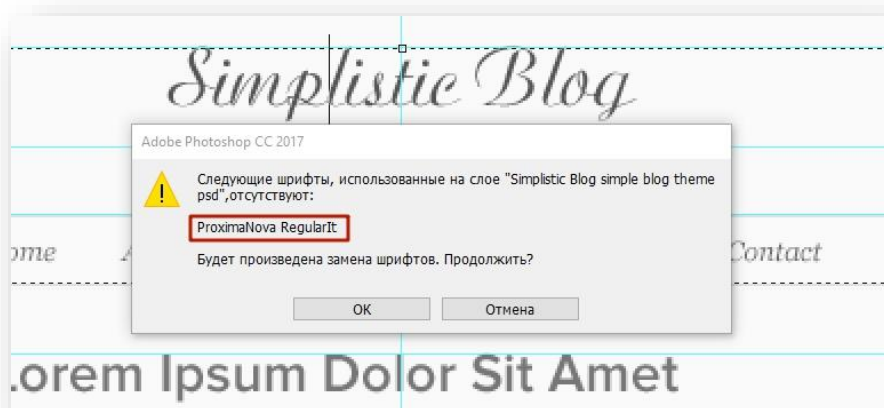 Simplistic Blog
Adobe Photoshop CC 2017
Следующие шрифты, использованные на слое "Simplistic Blog simple blog theme
psd",отсутствуют:
ProximaNova RegularIt
Будет произведена замена шрифтов. Продолжить?
Contact
OK
Отмена
Lorem Ipsum Dolor Sit Amet